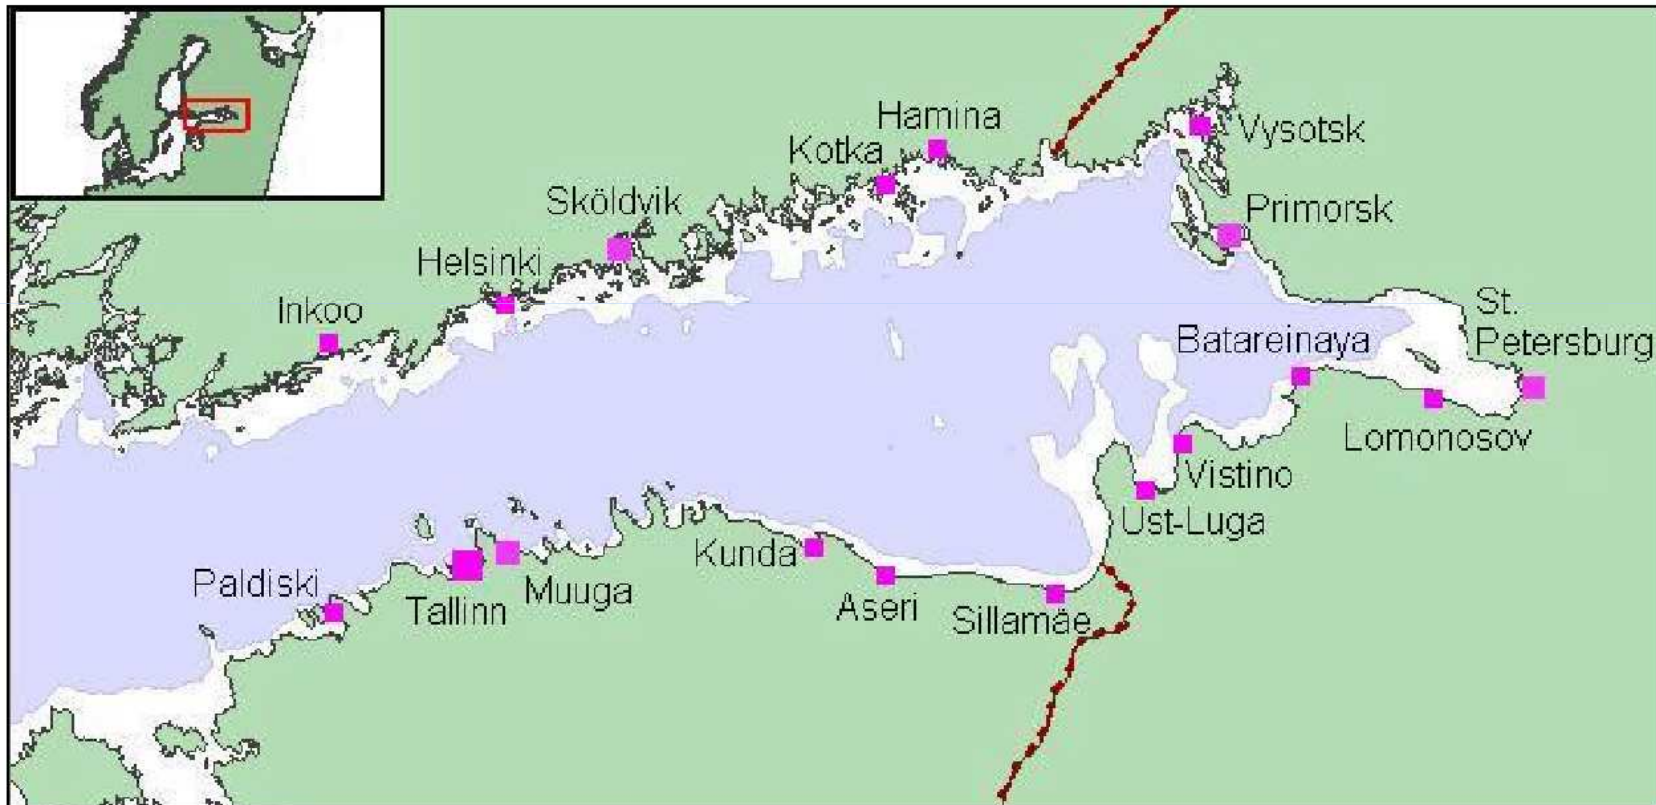 Hamina
Vysotsk
Kotka
Sköldvik
Primorsk
Helsinki
Inkoo
St.
Petersburg
Batareinaya
Lomonosov
Vistino
Ust-Luga
Kunda
Paldiski
Muuga
Tallinn
Aseri
Sillamäe